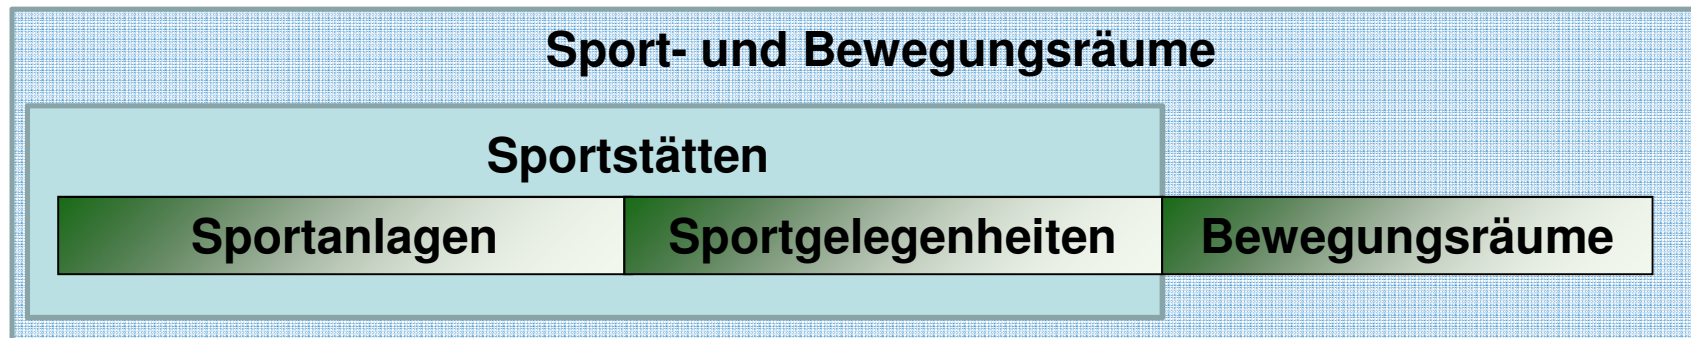 Sport- und Bewegungsräume
Sportstätten
Sportanlagen
Sportgelegenheiten
Bewegungsräume